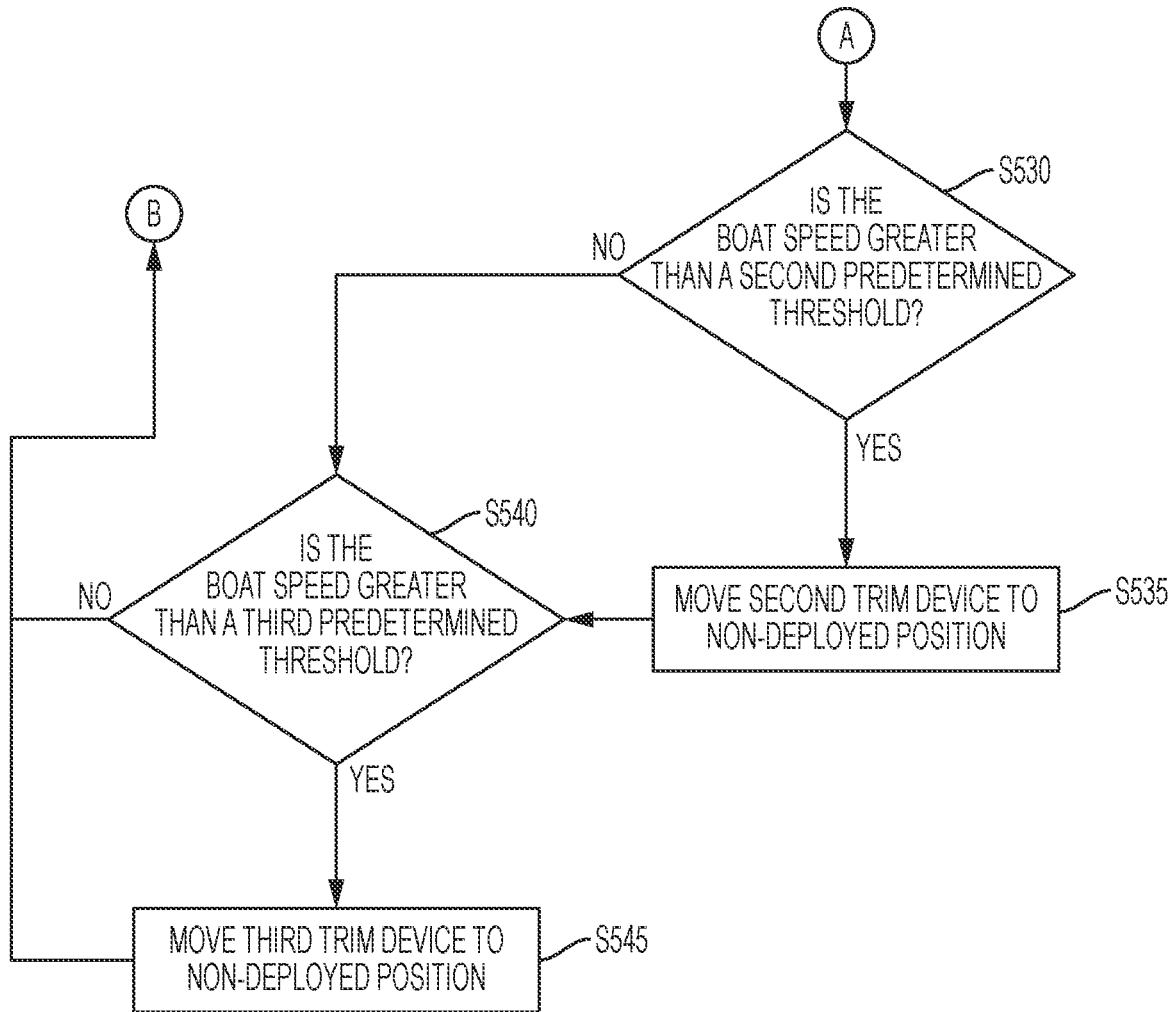 A
S530
IS THE
BOAT SPEED GREATER
THAN A SECOND PREDETERMINED
THRESHOLD?
NO
YES
B
S535
MOVE SECOND TRIM DEVICE TO
NON-DEPLOYED POSITION
S540
IS THE
BOAT SPEED GREATER
THAN A THIRD PREDETERMINED
THRESHOLD?
NO
YES
MOVE THIRD TRIM DEVICE TO
NON-DEPLOYED POSITION
S545